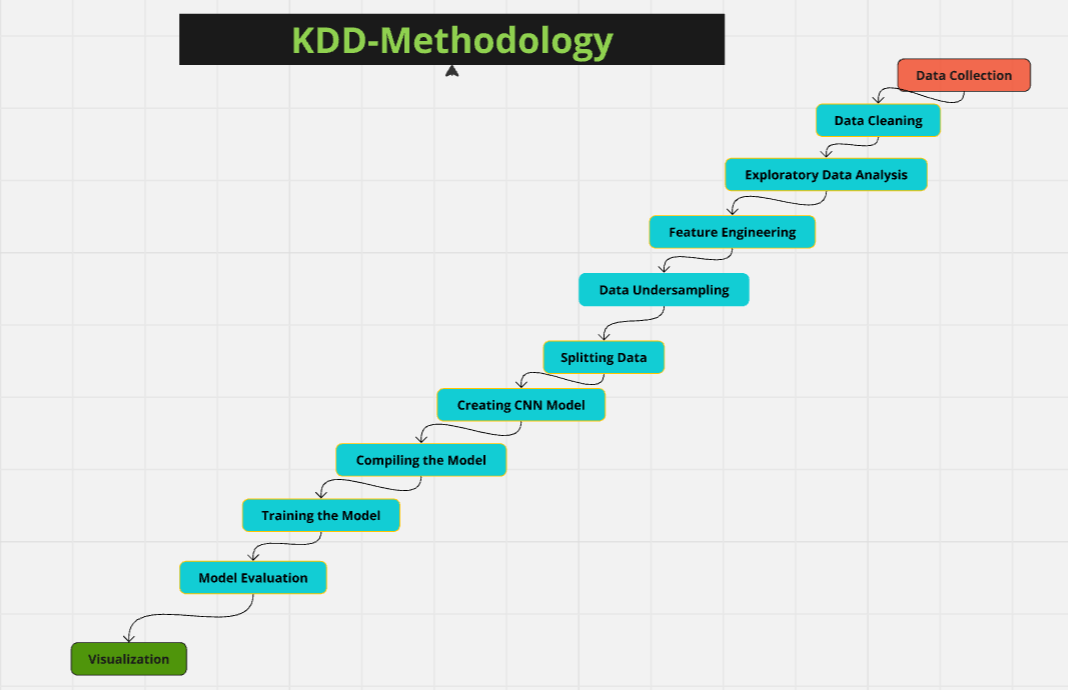 KDD-Methodology
Data Collection
Data Cleaning
Exploratory Data Analysis
Feature Engineering
Data Undersampling
Splitting Data
Creating CNN Model
Compiling the Model
Training the Model
Model Evaluation
Visualization